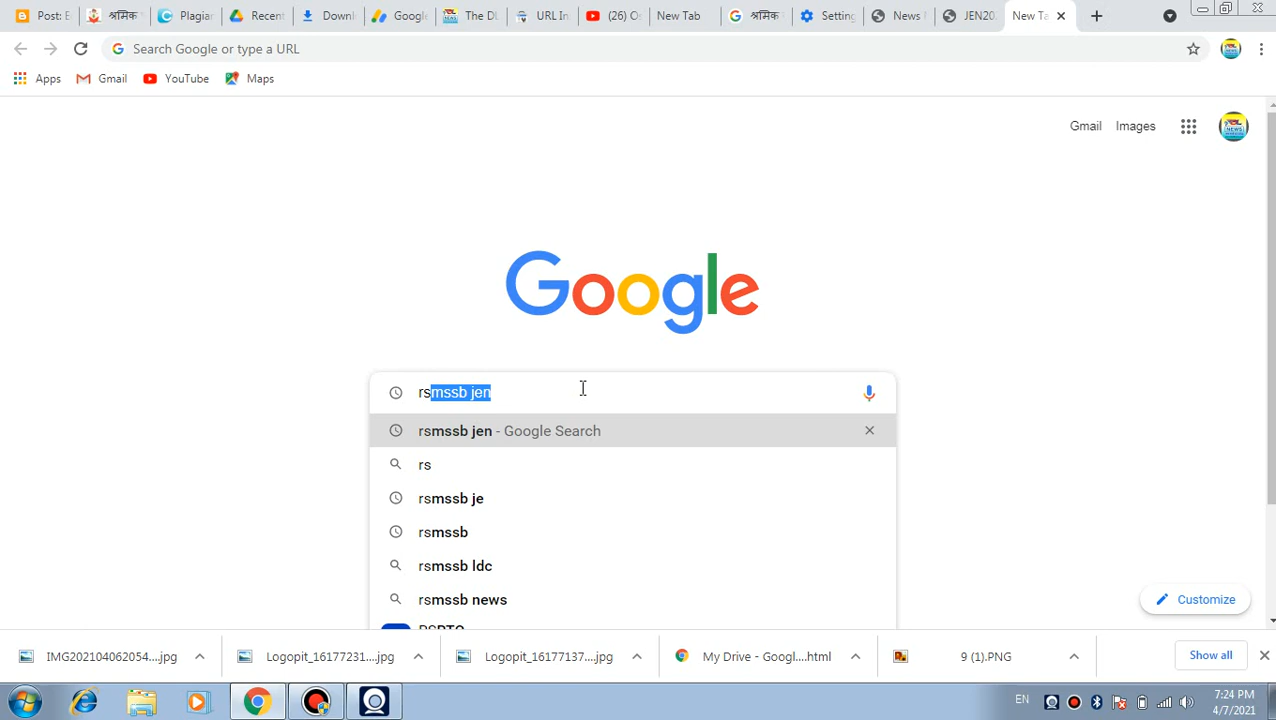 Post: E श्रमिक Plagiar Recent Downl Google The DL URL In (26) O New Tab श्रमिक Setting News F JEN20 New Ta
Search Google or type a URL
Apps Gmail YouTube Maps
Gmail Images
Google
rsmssb jen
rsmssb jen - Google Search
rs
rsmssb je
rsmssb
rsmssb ldc
rsmssb news
Customize
IMG202104062054....jpg Logopit_16177231....jpg Logopit_16177137....jpg My Drive - Googl....html 9 (1).PNG Show all
EN 7:24 PM
4/7/2021